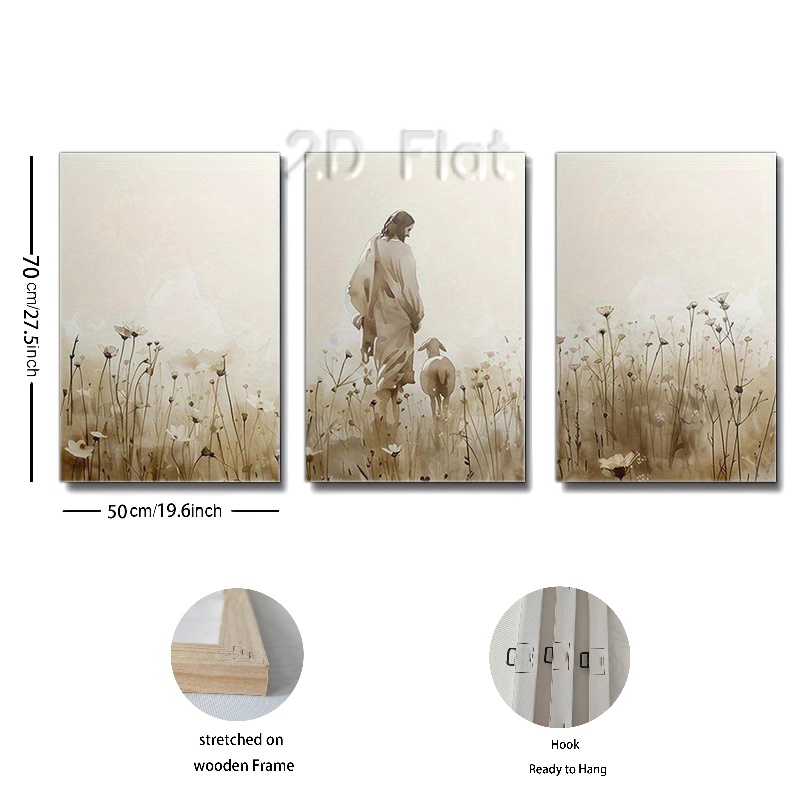 2D Flat
70 cm/27.5inch
50cm/19.6inch
stretched on
wooden Frame
Hook
Ready to Hang